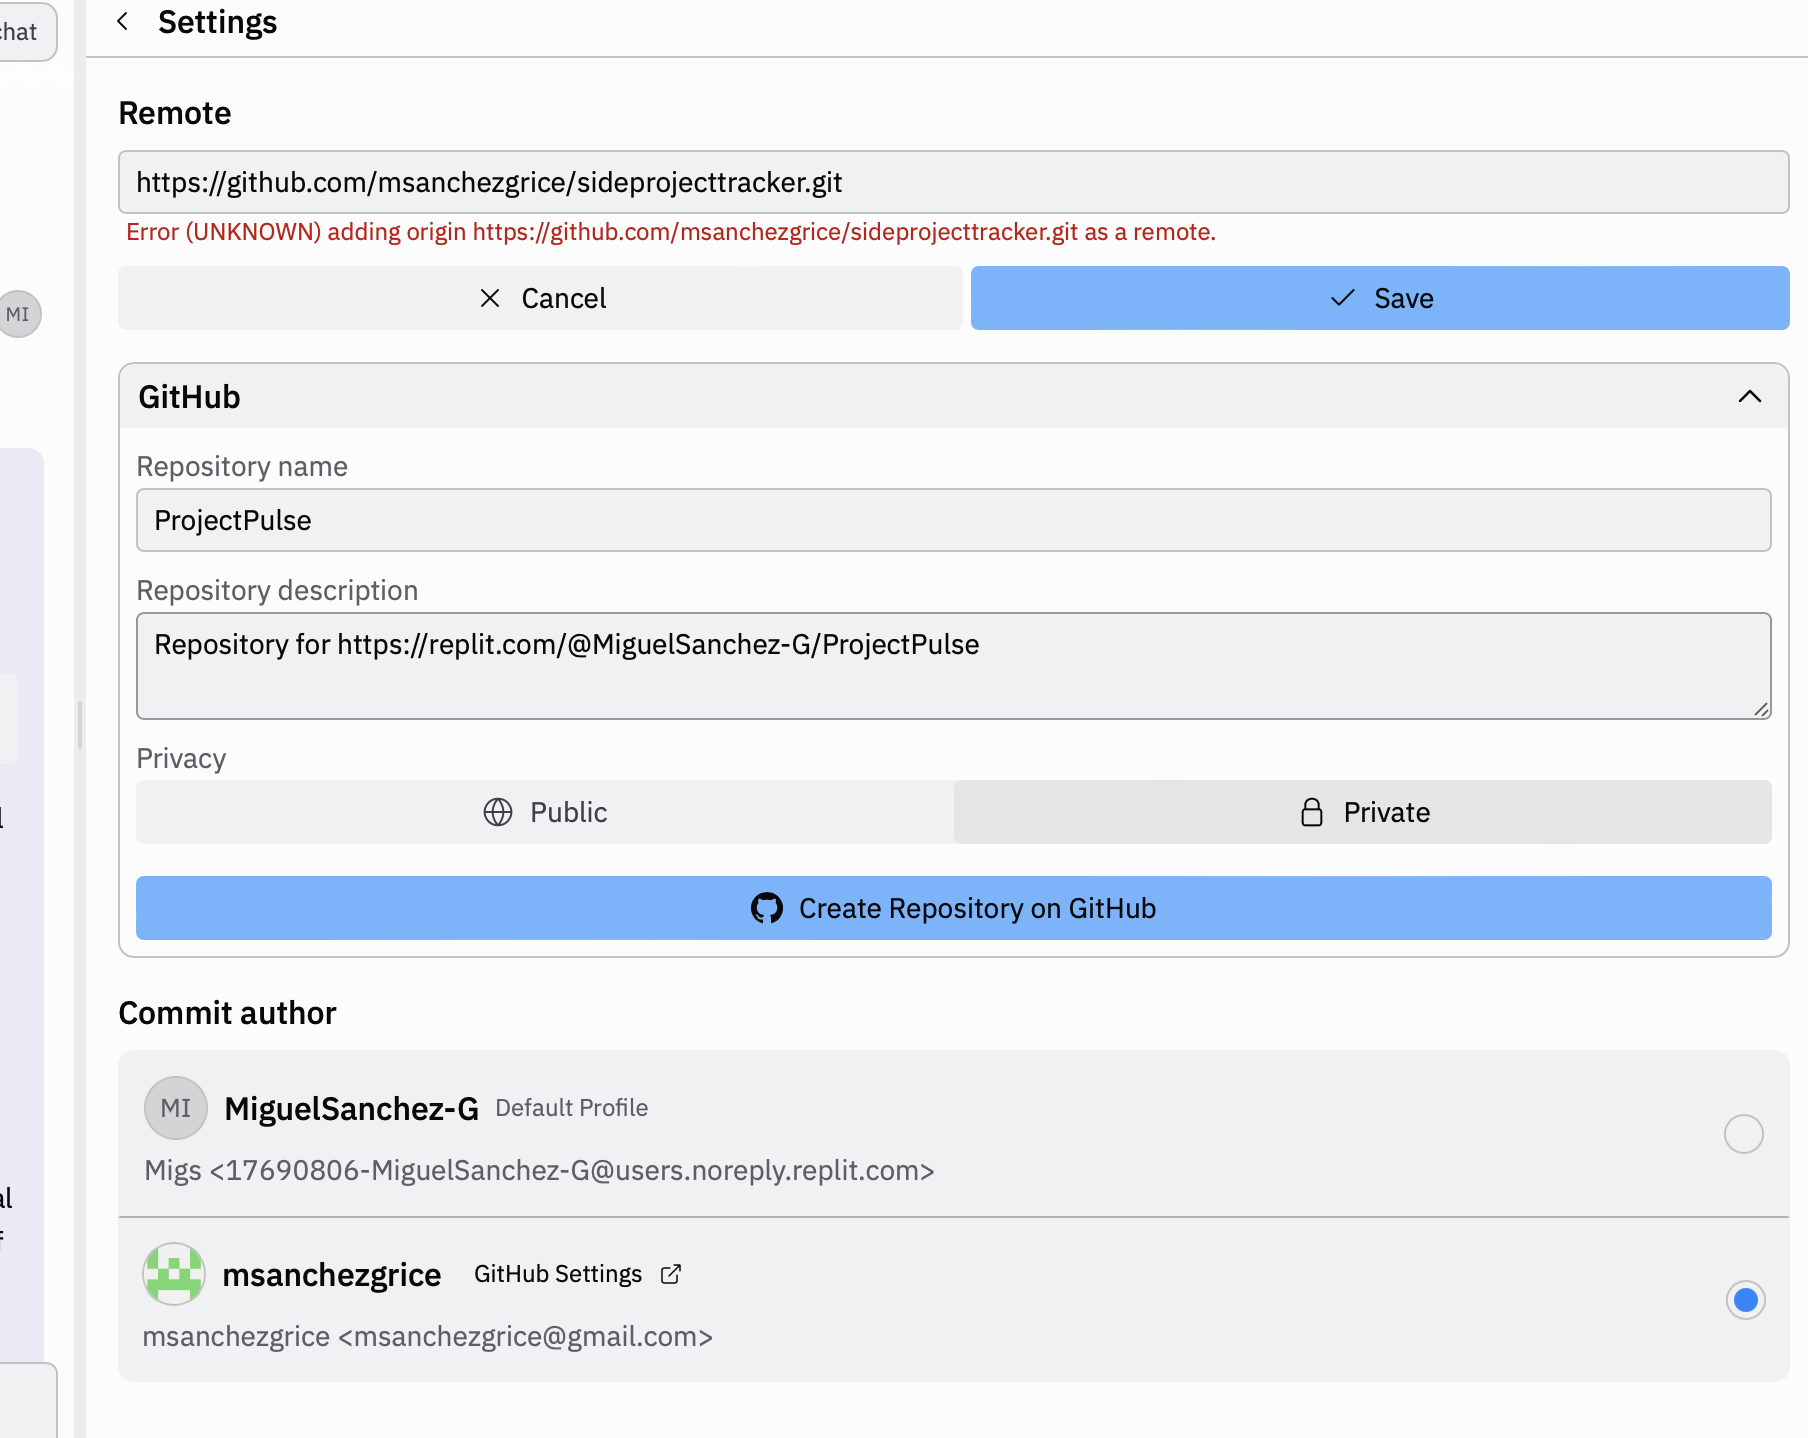 chat
Settings
Remote
https://github.com/msanchezgrice/sideprojecttracker.git
Error (UNKNOWN) adding origin https://github.com/msanchezgrice/sideprojecttracker.git as a remote.
Cancel
Save
MI
GitHub
Repository name
ProjectPulse
Repository description
Repository for https://replit.com/@MiguelSanchez-G/ProjectPulse
Privacy
Public
Private
Create Repository on GitHub
Commit author
MI
MiguelSanchez-G Default Profile
Migs <17690806-MiguelSanchez-G@users.noreply.replit.com>
msanchezgrice GitHub Settings
msanchezgrice <msanchezgrice@gmail.com>